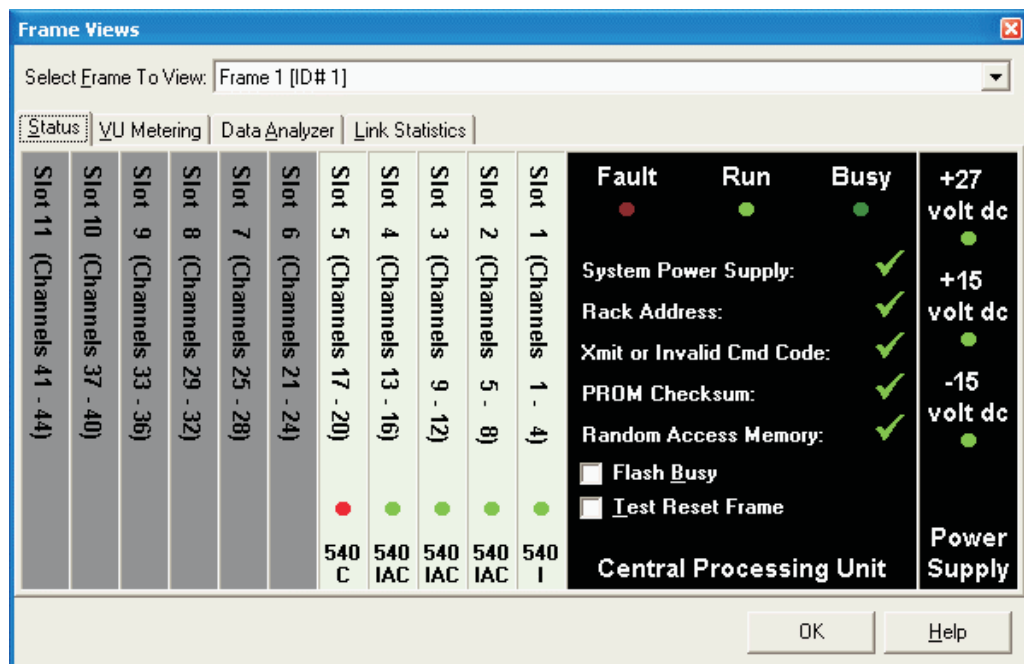 Frame Views
Select Frame To View: Frame 1 [ID# 1]
Status VU Metering Data Analyzer Link Statistics
Slot 11 (Channels 41 - 44)
Slot 10 (Channels 37 - 40)
Slot 9 (Channels 33 - 36)
Slot 8 (Channels 29 - 32)
Slot 7 (Channels 25 - 28)
Slot 6 (Channels 21 - 24)
Slot 5 (Channels 17 - 20)
540
C
Slot 4 (Channels 13 - 16)
540
IAC
Slot 3 (Channels 9 - 12)
540
IAC
Slot 2 (Channels 5 - 8)
540
IAC
Slot 1 (Channels 1 - 4)
540
I
Fault Run Busy
System Power Supply:
Rack Address:
Xmit or Invalid Cmd Code:
PROM Checksum:
Random Access Memory:
Flash Busy
Test Reset Frame
Central Processing Unit
+27
volt dc
+15
volt dc
-15
volt dc
Power
Supply
OK Help